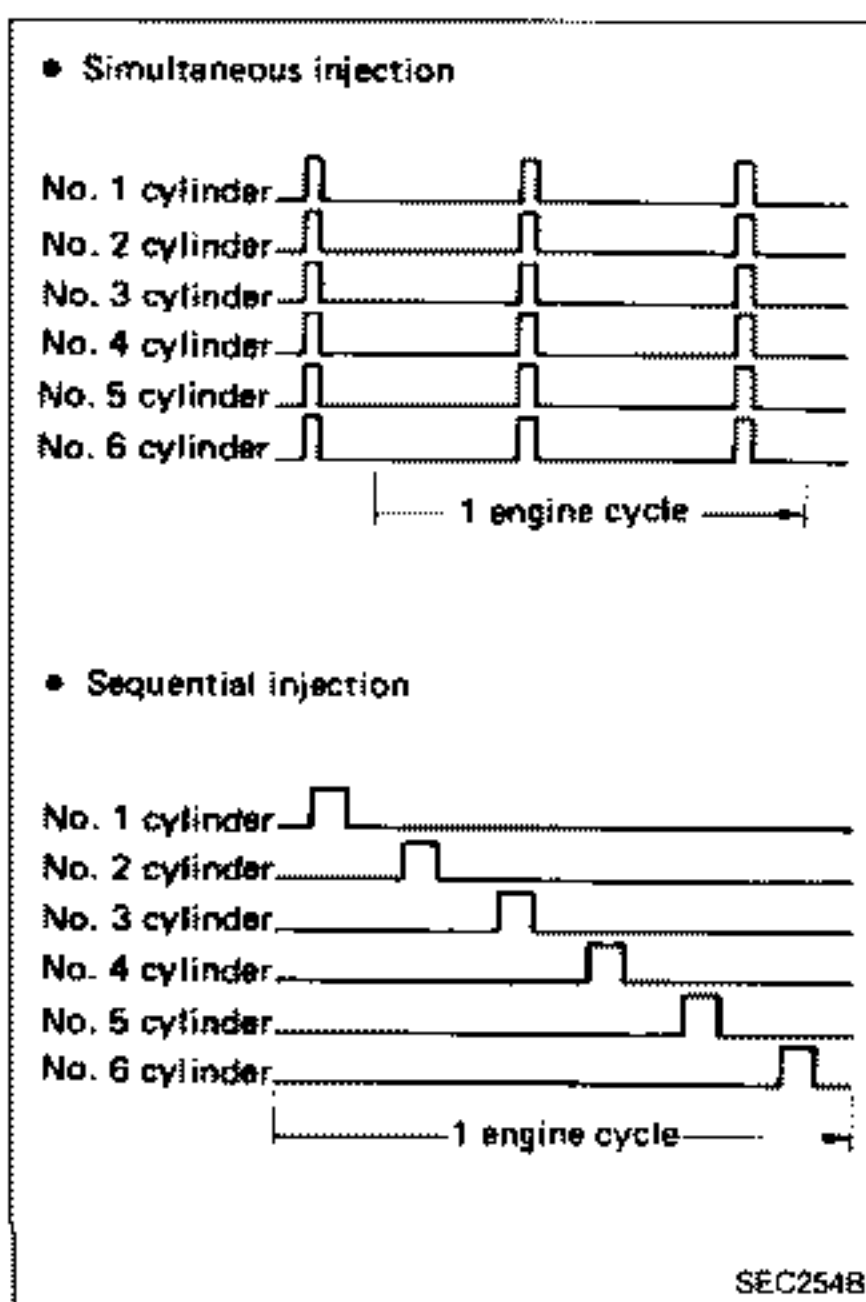 • Simultaneous injection
No. 1 cylinder
No. 2 cylinder
No. 3 cylinder
No. 4 cylinder
No. 5 cylinder
No. 6 cylinder
1 engine cycle
• Sequential injection
No. 1 cylinder
No. 2 cylinder
No. 3 cylinder
No. 4 cylinder
No. 5 cylinder
No. 6 cylinder
1 engine cycle
SEC254B